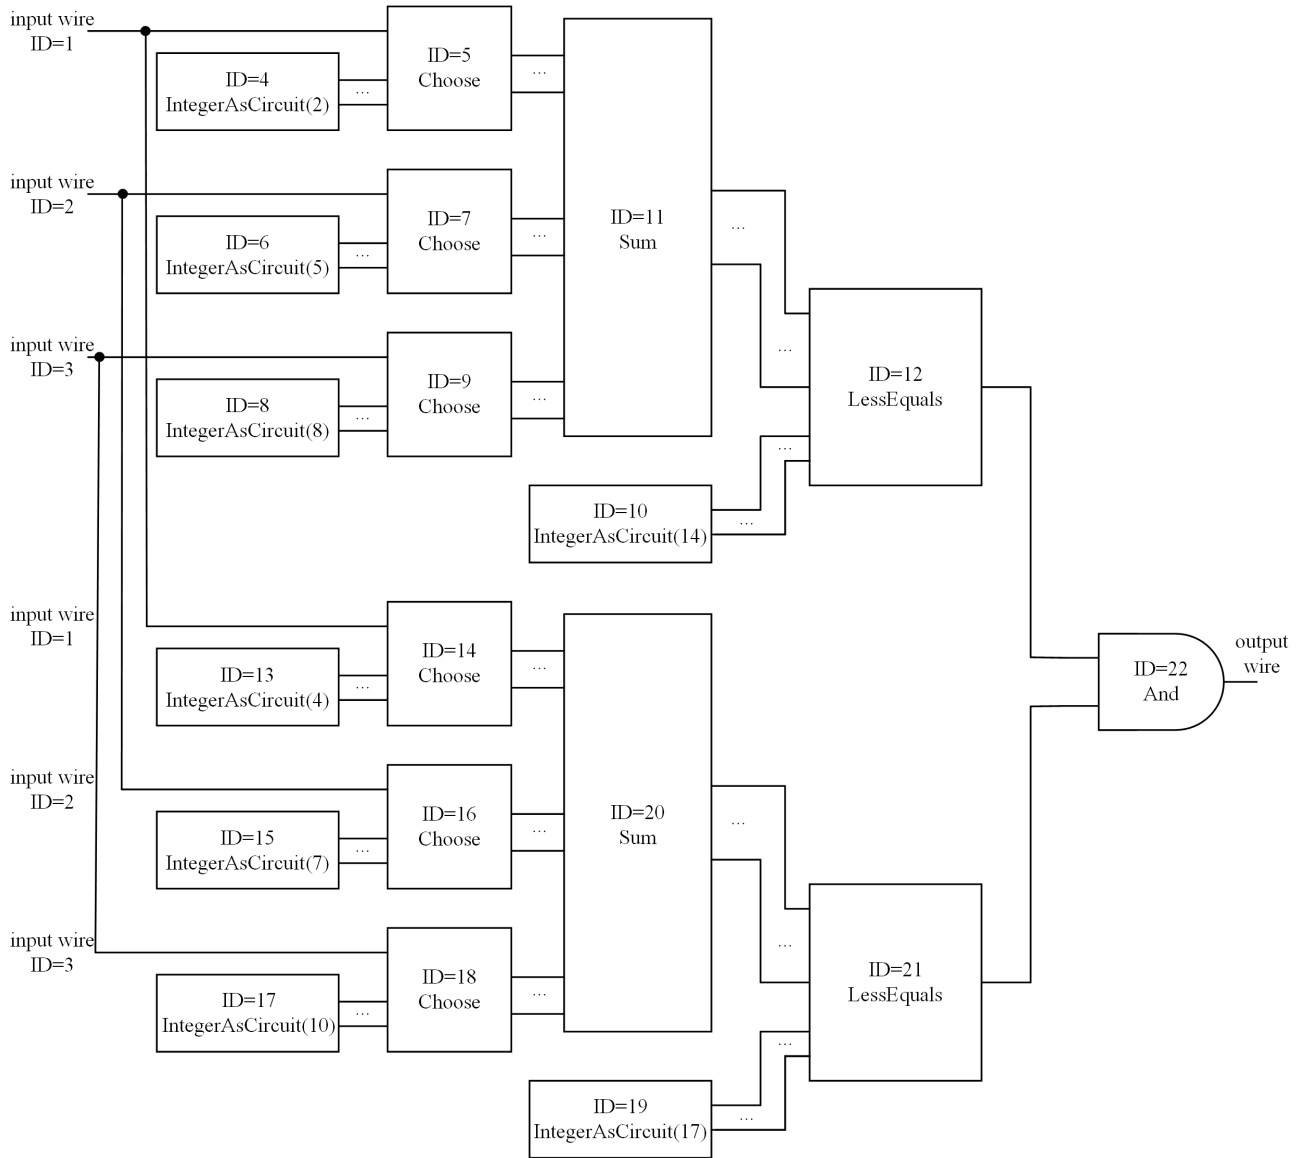 input wire
ID=1
ID=5
Choose
...
ID=4
IntegerAsCircuit(2)
...
input wire
ID=2
ID=7
Choose
...
ID=6
IntegerAsCircuit(5)
...
ID=11
Sum
...
input wire
ID=3
ID=9
Choose
...
ID=8
IntegerAsCircuit(8)
...
...
ID=12
LessEquals
...
ID=10
IntegerAsCircuit(14)
...
input wire
ID=1
ID=14
Choose
...
ID=13
IntegerAsCircuit(4)
...
ID=22
And
output
wire
input wire
ID=2
ID=16
Choose
...
ID=15
IntegerAsCircuit(7)
...
ID=20
Sum
...
input wire
ID=3
ID=18
Choose
...
ID=17
IntegerAsCircuit(10)
...
...
ID=21
LessEquals
...
ID=19
IntegerAsCircuit(17)
...